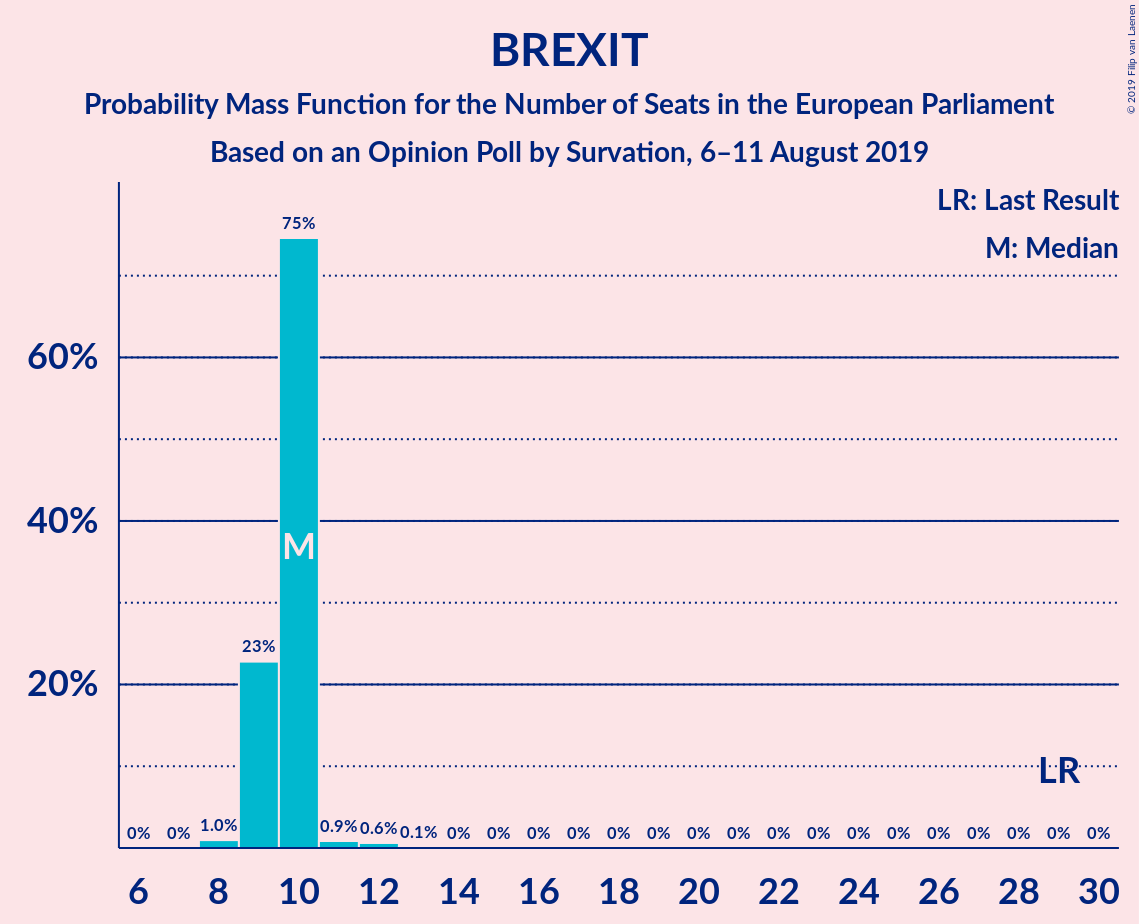 BREXIT
Probability Mass Function for the Number of Seats in the European Parliament
Based on an Opinion Poll by Survation, 6–11 August 2019
© 2019 Filip van Laenen
LR: Last Result
M: Median
75%
60%
40%
M
23%
20%
LR
0% 0% 1.0% 0.9% 0.6% 0.1% 0% 0% 0% 0% 0% 0% 0% 0% 0% 0% 0% 0% 0% 0% 0% 0% 0%
6 8 10 12 14 16 18 20 22 24 26 28 30